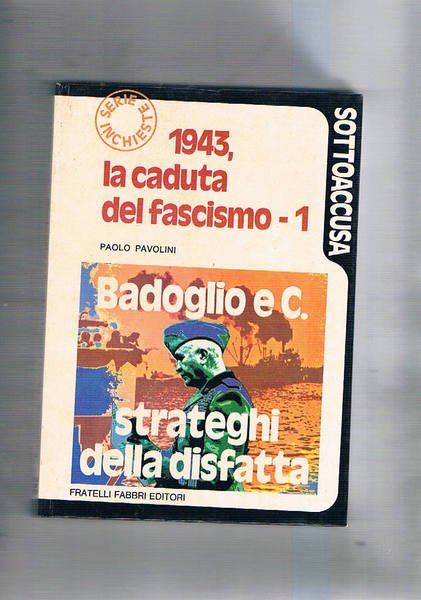 SERIE
INCHIESTE
1943,
la caduta
del fascismo - 1
PAOLO PAVOLINI
SOTTOACCUSA
Badoglio e C.
strateghi
della disfatta
FRATELLI FABBRI EDITORI